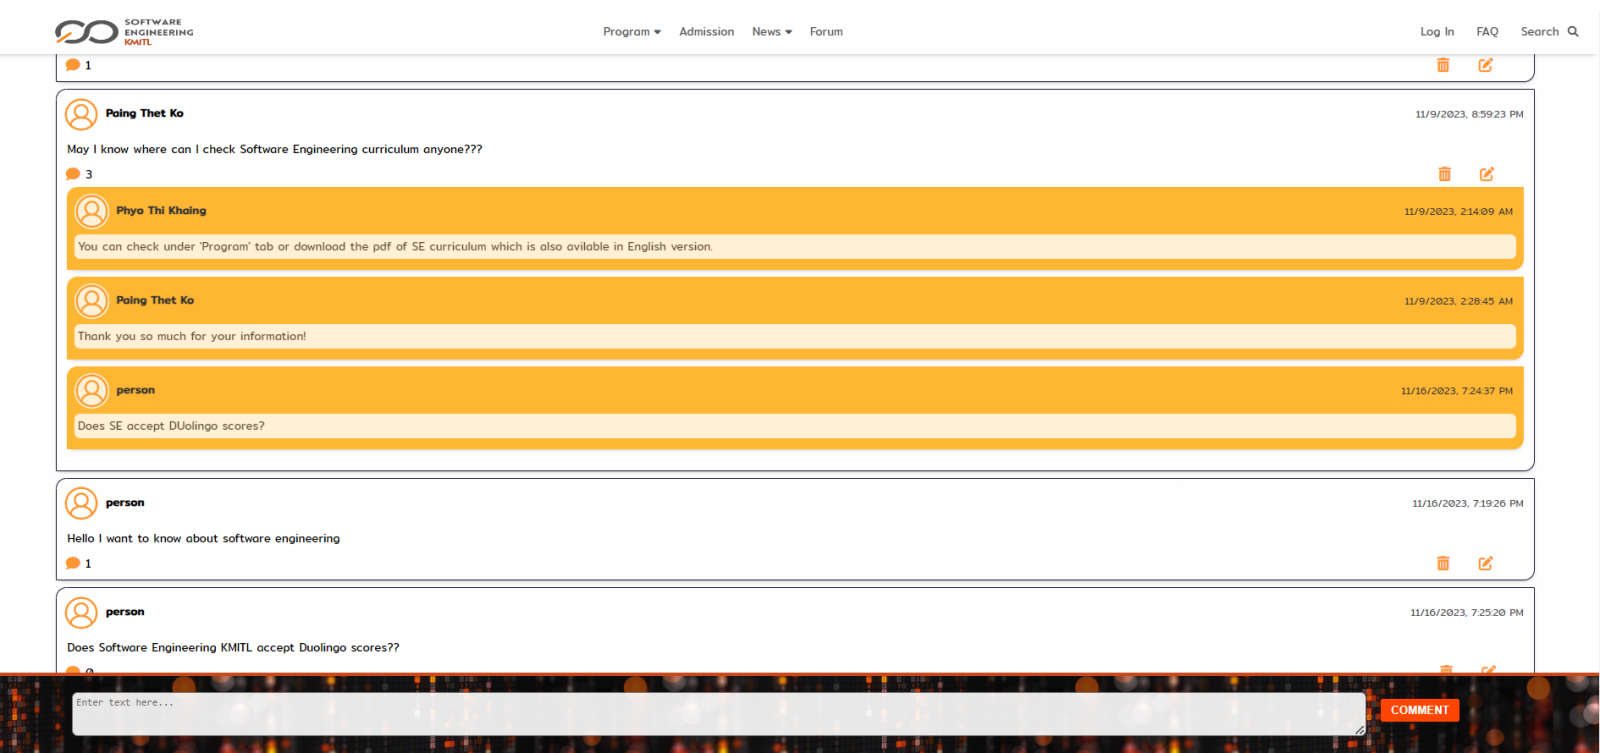 SOFTWARE
ENGINEERING
KMITL
Program Admission News Forum
Log In FAQ Search
1
Paing Thet Ko 11/9/2023, 8:59:23 PM
May I know where can I check Software Engineering curriculum anyone???
3
Phyo Thi Khaing 11/9/2023, 2:14:09 AM
You can check under 'Program' tab or download the pdf of SE curriculum which is also avilable in English version.
Paing Thet Ko 11/9/2023, 2:28:45 AM
Thank you so much for your information!
person 11/16/2023, 7:24:37 PM
Does SE accept DUolingo scores?
person 11/16/2023, 7:19:26 PM
Hello I want to know about software engineering
1
person 11/16/2023, 7:25:20 PM
Does Software Engineering KMITL accept Duolingo scores??
0
Enter text here...
COMMENT